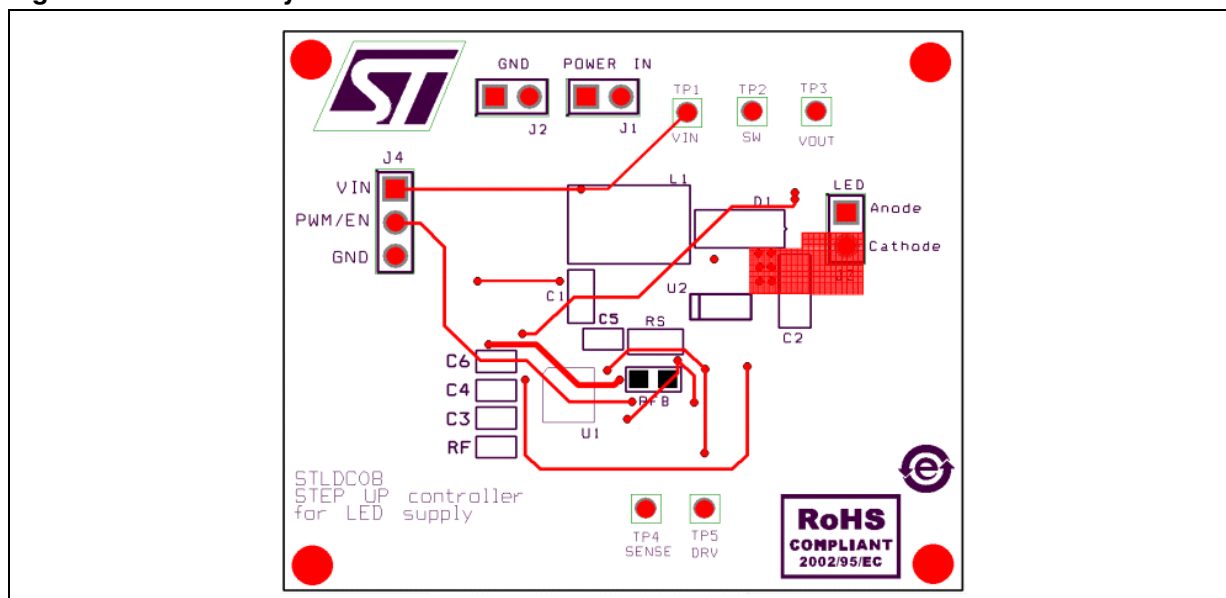 ST
GND
POWER IN
J2
J1
TP1
TP2
TP3
VIN
SW
VOUT
J4
VIN
PWM/EN
GND
L1
D1
LED
Anode
Cathode
C1
U2
C2
C5
RS
C6
C4
C3
RF
RFB
U1
STLDC08
STEP UP controller
for LED supply
TP4
SENSE
TP5
DRV
e
RoHS
COMPLIANT
2002/95/EC